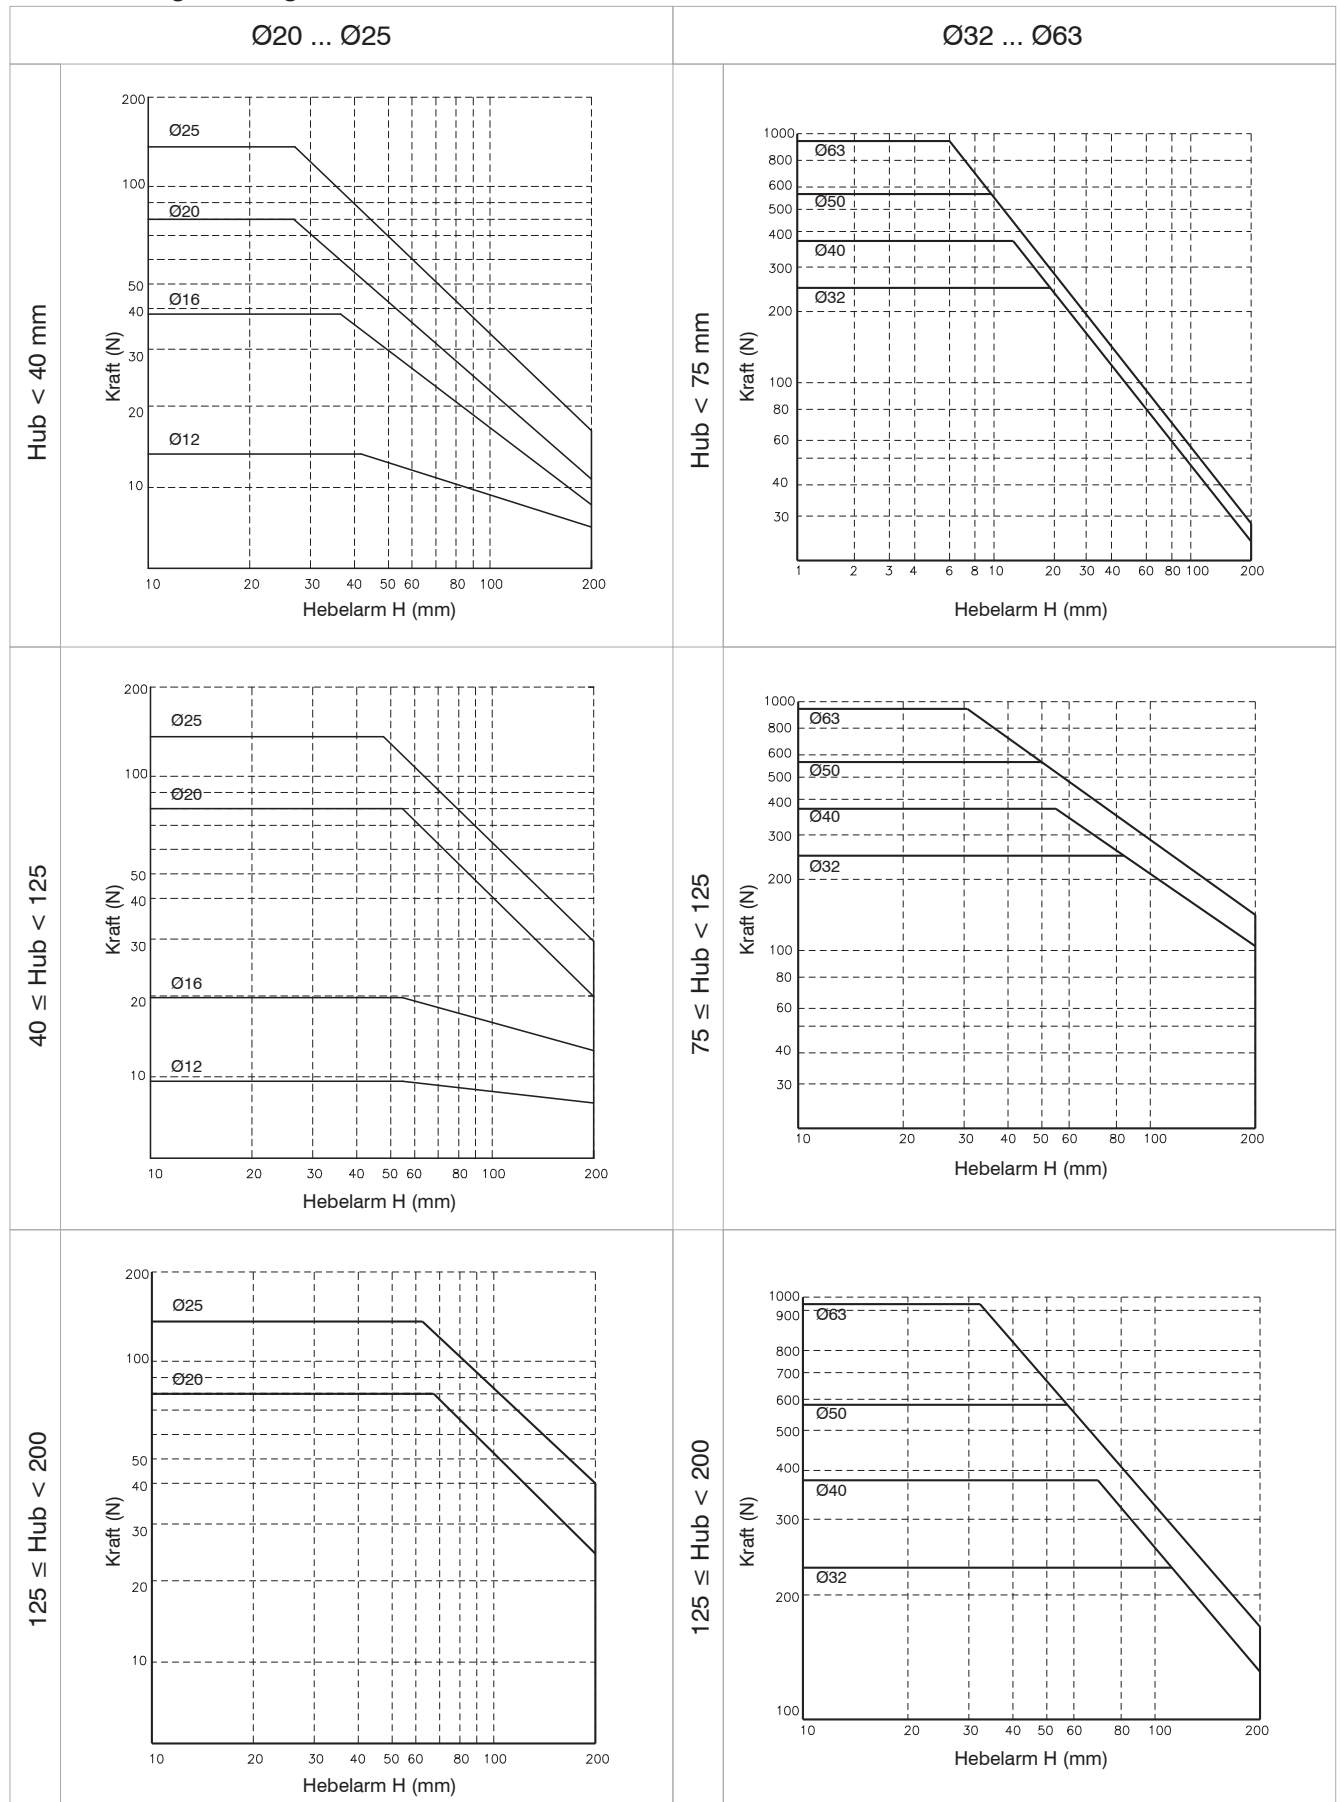 Ø20 ... Ø25
Ø32 ... Ø63
Hub < 40 mm
Kraft (N)
200
100
50
40
30
20
10
Ø25
Ø20
Ø16
Ø12
10 20 30 40 50 60 80 100 200
Hebelarm H (mm)
Hub < 75 mm
Kraft (N)
1000
800
600
500
400
300
200
100
80
60
40
30
Ø63
Ø50
Ø40
Ø32
1 2 3 4 6 8 10 20 30 40 60 80 100 200
Hebelarm H (mm)
40 ≤ Hub < 125
Kraft (N)
200
100
50
40
30
20
10
Ø25
Ø20
Ø16
Ø12
10 20 30 40 50 60 80 100 200
Hebelarm H (mm)
75 ≤ Hub < 125
Kraft (N)
1000
800
600
500
400
300
200
100
80
60
40
30
Ø63
Ø50
Ø40
Ø32
10 20 30 40 50 60 80 100 200
Hebelarm H (mm)
125 ≤ Hub < 200
Kraft (N)
200
100
50
40
30
20
10
Ø25
Ø20
10 20 30 40 50 60 80 100 200
Hebelarm H (mm)
125 ≤ Hub < 200
Kraft (N)
1000
900
800
700
600
500
400
300
200
100
Ø63
Ø50
Ø40
Ø32
10 20 30 40 50 60 80 100 200
Hebelarm H (mm)